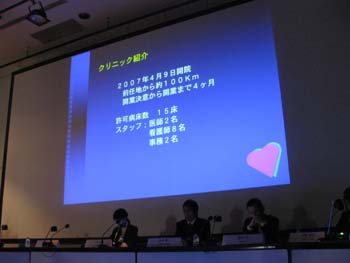 クリニック紹介
2007年4月9日開院
前任地から約100Km
開業決意から開業まで4ヶ月
許可病床数 15床
スタッフ:医師2名
看護師8名
事務2名